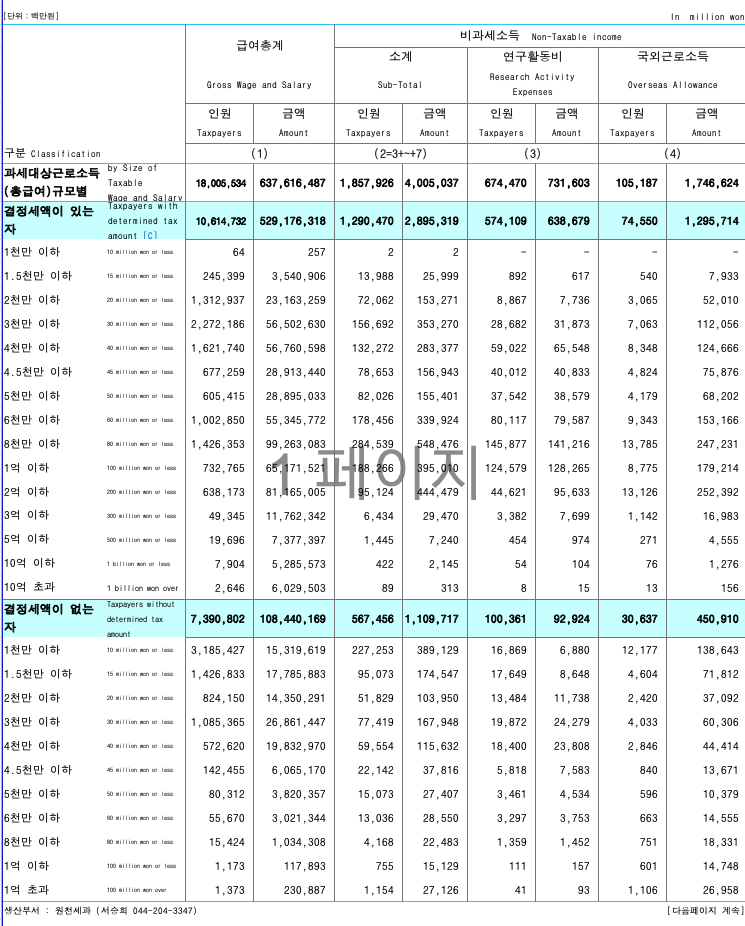 [단위 : 백만원] In million won
급여총계 비과세소득 Non-Taxable income
소계 연구활동비 국외근로소득
Gross Wage and Salary Sub-Total Research Activity Expenses Overseas Allowance
인원 금액 인원 금액 인원 금액 인원 금액
Taxpayers Amount Taxpayers Amount Taxpayers Amount Taxpayers Amount
구분 Classification (1) (2=3+~+7) (3) (4)
과세대상근로소득(총급여)규모별 by Size of Taxable Wage and Salary 18,005,534 637,616,487 1,857,926 4,005,037 674,470 731,603 105,187 1,746,624
결정세액이 있는 자 Taxpayers with determined tax amount [C] 10,614,732 529,176,318 1,290,470 2,895,319 574,109 638,679 74,550 1,295,714
1천만 이하 10 million won or less 64 257 2 2 - - - -
1.5천만 이하 15 million won or less 245,399 3,540,906 13,988 25,999 892 617 540 7,933
2천만 이하 20 million won or less 1,312,937 23,163,259 72,062 153,271 8,867 7,736 3,065 52,010
3천만 이하 30 million won or less 2,272,186 56,502,630 156,692 353,270 28,682 31,873 7,063 112,056
4천만 이하 40 million won or less 1,621,740 56,760,598 132,272 283,377 59,022 65,548 8,348 124,666
4.5천만 이하 45 million won or less 677,259 28,913,440 78,653 156,943 40,012 40,833 4,824 75,876
5천만 이하 50 million won or less 605,415 28,895,033 82,026 155,401 37,542 38,579 4,179 68,202
6천만 이하 60 million won or less 1,002,850 55,345,772 178,456 339,924 80,117 79,587 9,343 153,166
8천만 이하 80 million won or less 1,426,353 99,263,083 284,539 548,476 145,877 141,216 13,785 247,231
1억 이하 100 million won or less 732,765 65,171,521 188,266 395,010 124,579 128,265 8,775 179,214
2억 이하 200 million won or less 638,173 81,165,005 95,124 444,479 44,621 95,633 13,126 252,392
1 페이지
3억 이하 300 million won or less 49,345 11,762,342 6,434 29,470 3,382 7,699 1,142 16,983
5억 이하 500 million won or less 19,696 7,377,397 1,445 7,240 454 974 271 4,555
10억 이하 1 billion won or less 7,904 5,285,573 422 2,145 54 104 76 1,276
10억 초과 1 billion won over 2,646 6,029,503 89 313 8 15 13 156
결정세액이 없는 자 Taxpayers without determined tax amount 7,390,802 108,440,169 567,456 1,109,717 100,361 92,924 30,637 450,910
1천만 이하 10 million won or less 3,185,427 15,319,619 227,253 389,129 16,869 6,880 12,177 138,643
1.5천만 이하 15 million won or less 1,426,833 17,785,883 95,073 174,547 17,649 8,648 4,604 71,812
2천만 이하 20 million won or less 824,150 14,350,291 51,829 103,950 13,484 11,738 2,420 37,092
3천만 이하 30 million won or less 1,085,365 26,861,447 77,419 167,948 19,872 24,279 4,033 60,306
4천만 이하 40 million won or less 572,620 19,832,970 59,554 115,632 18,400 23,808 2,846 44,414
4.5천만 이하 45 million won or less 142,455 6,065,170 22,142 37,816 5,818 7,583 840 13,671
5천만 이하 50 million won or less 80,312 3,820,357 15,073 27,407 3,461 4,534 596 10,379
6천만 이하 60 million won or less 55,670 3,021,344 13,036 28,550 3,297 3,753 663 14,555
8천만 이하 80 million won or less 15,424 1,034,308 4,168 22,483 1,359 1,452 751 18,331
1억 이하 100 million won or less 1,173 117,893 755 15,129 111 157 601 14,748
1억 초과 100 million won over 1,373 230,887 1,154 27,126 41 93 1,106 26,958
생산부서 : 원천세과 (서승희 044-204-3347) [다음페이지 계속]